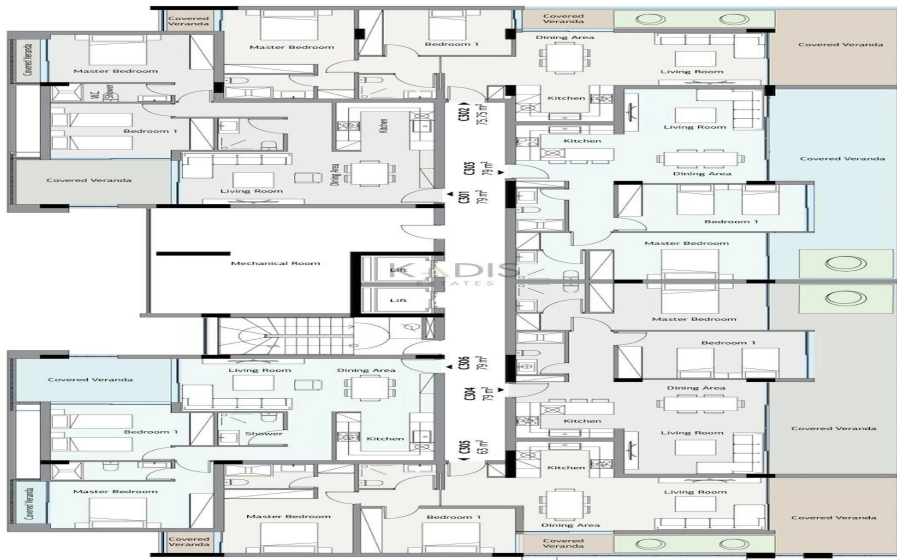 Covered
Veranda
Covered
Veranda
Master Bedroom
Bedroom 1
Dining Area
Living Room
Covered Veranda
Kitchen
Covered Veranda
Master Bedroom
W.C
Shower
Bedroom 1
Covered Veranda
Living Room
Dining Area
Kitchen
C302
75.75 m²
C303
79 m²
C301
79 m²
Kitchen
Living Room
Dining Area
Covered Veranda
Bedroom 1
Master Bedroom
Mechanical Room
Lift
Lift
KADIS
ESTATES
Master Bedroom
Bedroom 1
Dining Area
Kitchen
Living Room
Covered Veranda
C306
79 m²
C304
79 m²
C305
63 m²
Covered Veranda
Living Room
Dining Area
Bedroom 1
Shower
Kitchen
Master Bedroom
Covered Veranda
Kitchen
Living Room
Dining Area
Covered Veranda
Master Bedroom
Bedroom 1
Covered
Veranda
Covered
Veranda